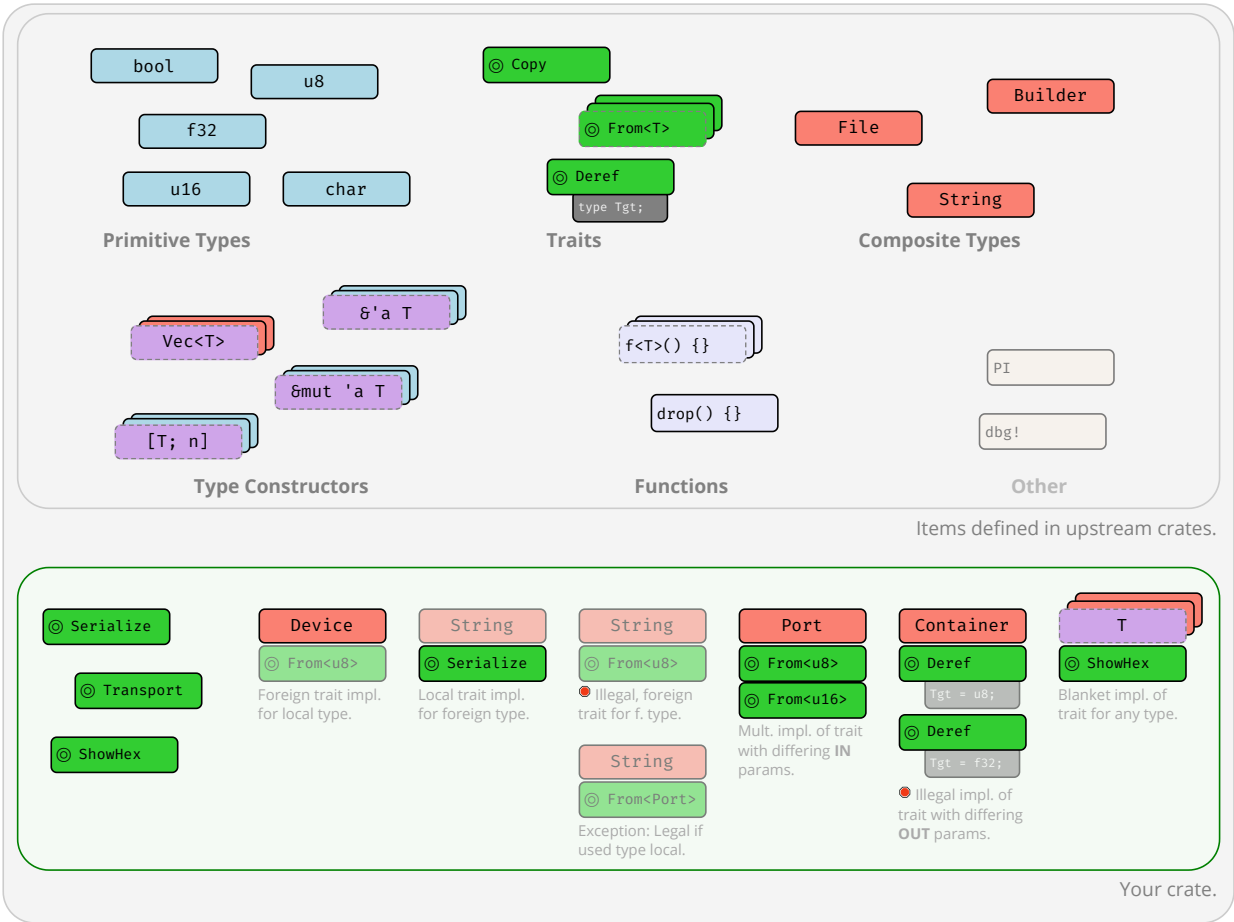 bool
u8
f32
u16
char
Primitive Types
◎ Copy
◎ From<T>
◎ Deref
type Tgt;
Traits
Builder
File
String
Composite Types
&'a T
Vec<T>
&mut 'a T
[T; n]
Type Constructors
f<T>() {}
drop() {}
Functions
PI
dbg!
Other
Items defined in upstream crates.
◎ Serialize
◎ Transport
◎ ShowHex
Device
◎ From<u8>
Foreign trait impl.
for local type.
String
◎ Serialize
Local trait impl.
for foreign type.
String
◎ From<u8>
Illegal, foreign
trait for f. type.
String
◎ From<Port>
Exception: Legal if
used type local.
Port
◎ From<u8>
◎ From<u16>
Mult. impl. of trait
with differing IN
params.
Container
◎ Deref
Tgt = u8;
◎ Deref
Tgt = f32;
Illegal impl. of
trait with differing
OUT params.
T
◎ ShowHex
Blanket impl. of
trait for any type.
Your crate.